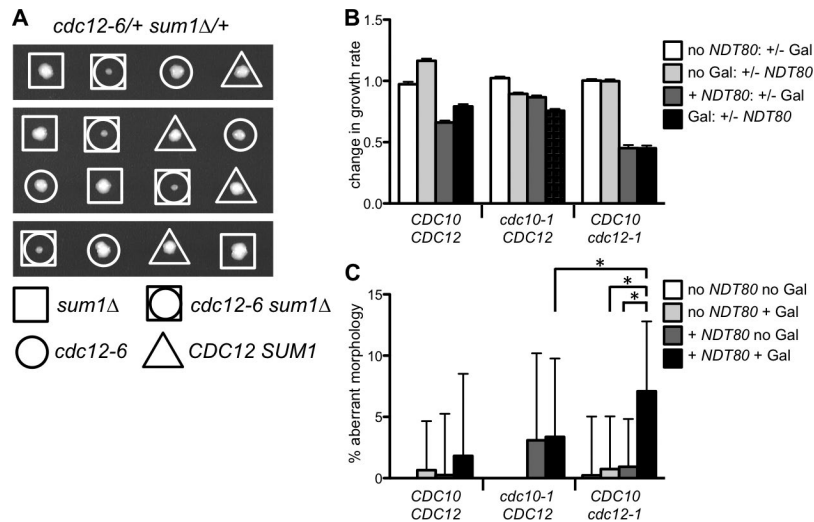 A
cdc12-6/+ sum1Δ/+
sum1Δ
cdc12-6 sum1Δ
cdc12-6
CDC12 SUM1
B
change in growth rate
1.5
1.0
0.5
0.0
CDC10
CDC12
cdc10-1
CDC12
CDC10
cdc12-1
no NDT80: +/- Gal
no Gal: +/- NDT80
+ NDT80: +/- Gal
Gal: +/- NDT80
C
% aberrant morphology
15
10
5
0
*
*
*
CDC10
CDC12
cdc10-1
CDC12
CDC10
cdc12-1
no NDT80 no Gal
no NDT80 + Gal
+ NDT80 no Gal
+ NDT80 + Gal